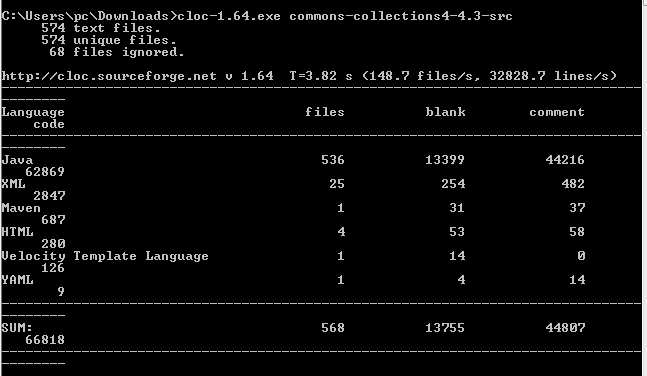 C:\Users\pc\Downloads>cloc-1.64.exe commons-collections4-4.3-src
     574 text files.
     574 unique files.
      68 files ignored.

http://cloc.sourceforge.net v 1.64  T=3.82 s (148.7 files/s, 32828.7 lines/s)
--------------------------------------------------------------------------------
--------
Language                              files          blank        comment
    code
--------------------------------------------------------------------------------
--------
Java                                    536          13399          44216
   62869
XML                                      25            254            482
    2847
Maven                                     1             31             37
     687
HTML                                      4             53             58
     280
Velocity Template Language                1             14              0
     126
YAML                                      1              4             14
       9
--------------------------------------------------------------------------------
--------
SUM:                                    568          13755          44807
   66818
--------------------------------------------------------------------------------
--------